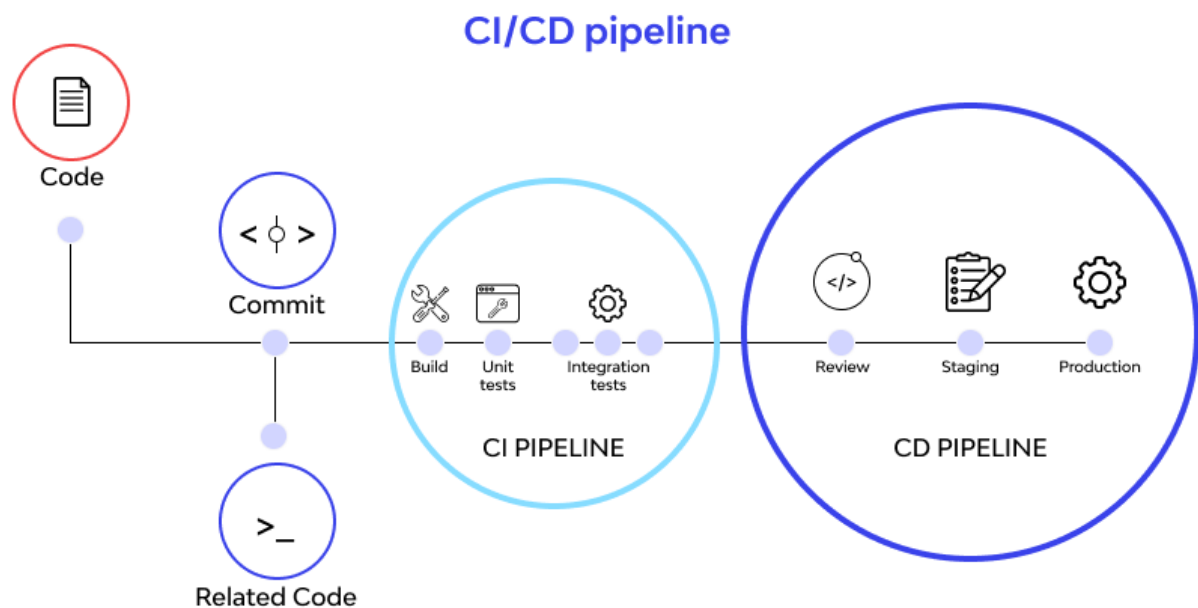 CI/CD pipeline
Code
< >
Commit
>_
Related Code
Build
Unit
tests
Integration
tests
CI PIPELINE
</>
Review
Staging
Production
CD PIPELINE